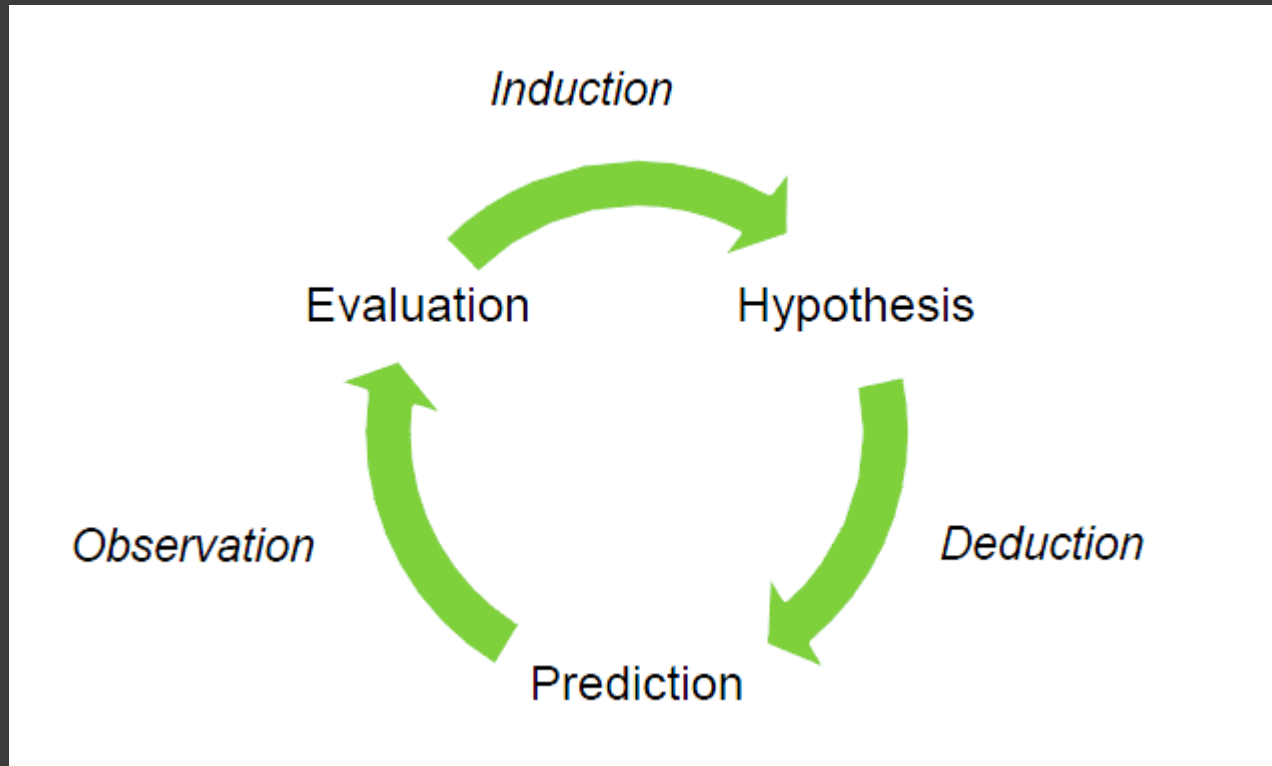 Induction
Evaluation
Hypothesis
Observation
Deduction
Prediction